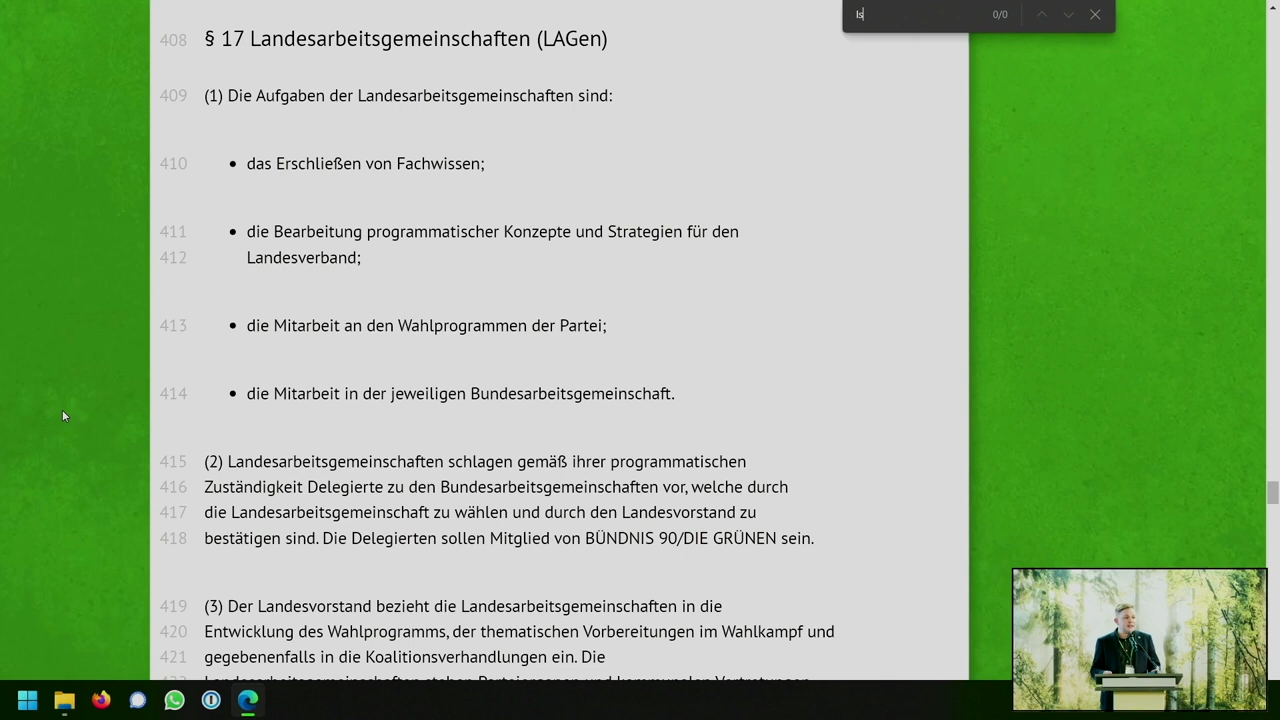 ls
0/0
408 § 17 Landesarbeitsgemeinschaften (LAGen)
409 (1) Die Aufgaben der Landesarbeitsgemeinschaften sind:
410 • das Erschließen von Fachwissen;
411 • die Bearbeitung programmatischer Konzepte und Strategien für den
412 Landesverband;
413 • die Mitarbeit an den Wahlprogrammen der Partei;
414 • die Mitarbeit in der jeweiligen Bundesarbeitsgemeinschaft.
415 (2) Landesarbeitsgemeinschaften schlagen gemäß ihrer programmatischen
416 Zuständigkeit Delegierte zu den Bundesarbeitsgemeinschaften vor, welche durch
417 die Landesarbeitsgemeinschaft zu wählen und durch den Landesvorstand zu
418 bestätigen sind. Die Delegierten sollen Mitglied von BÜNDNIS 90/DIE GRÜNEN sein.
419 (3) Der Landesvorstand bezieht die Landesarbeitsgemeinschaften in die
420 Entwicklung des Wahlprogramms, der thematischen Vorbereitungen im Wahlkampf und
421 gegebenenfalls in die Koalitionsverhandlungen ein. Die